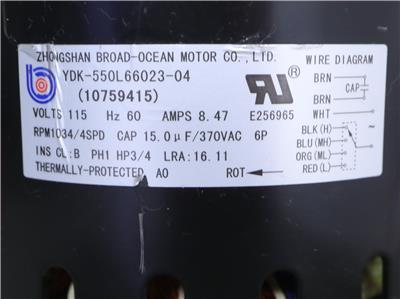 ZHONGSHAN BROAD-OCEAN MOTOR CO., LTD.
YDK-550L66023-04
(10759415)
VOLTS 115 Hz 60 AMPS 8.47
RPM1034/4SPD CAP 15.0μF/370VAC 6P
INS CL:B PH1 HP3/4 LRA:16.11
THERMALLY-PROTECTED AO ROT
RU
E256965
WIRE DIAGRAM
BRN
CAP
BRN
WHT
BLK(H)
BLU(MH)
ORG(ML)
RED(L)